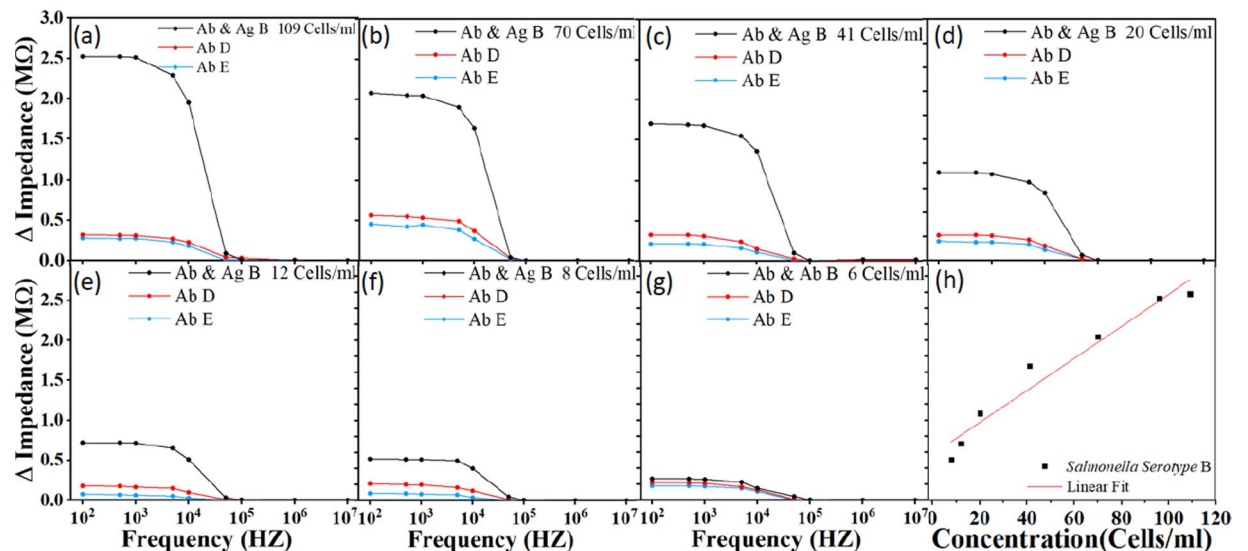 (a) Ab & Ag B 109 Cells/ml
Ab D
Ab E
(b) Ab & Ag B 70 Cells/ml
Ab D
Ab E
(c) Ab & Ag B 41 Cells/ml
Ab D
Ab E
(d) Ab & Ag B 20 Cells/ml
Ab D
Ab E
Δ Impedance (MΩ)
3.0
2.5
2.0
1.5
1.0
0.5
0.0
(e) Ab & Ag B 12 Cells/ml
Ab D
Ab E
(f) Ab & Ag B 8 Cells/ml
Ab D
Ab E
(g) Ab & Ab B 6 Cells/ml
Ab D
Ab E
(h)
Salmonella Serotype B
Linear Fit
Δ Impedance (MΩ)
2.5
2.0
1.5
1.0
0.5
0.0
10² 10³ 10⁴ 10⁵ 10⁶ 10⁷
10² 10³ 10⁴ 10⁵ 10⁶ 10⁷
10² 10³ 10⁴ 10⁵ 10⁶ 10⁷
0 20 40 60 80 100 120
Frequency (HZ)
Frequency (HZ)
Frequency (HZ)
Concentration(Cells/ml)